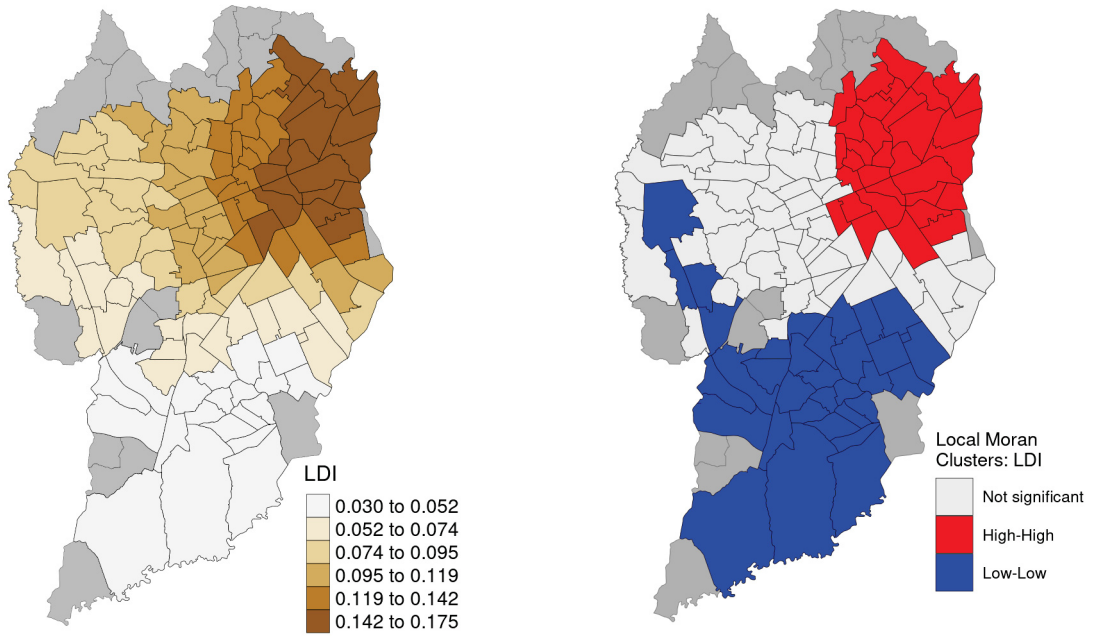 LDI
0.030 to 0.052
0.052 to 0.074
0.074 to 0.095
0.095 to 0.119
0.119 to 0.142
0.142 to 0.175
Local Moran
Clusters: LDI
Not significant
High-High
Low-Low